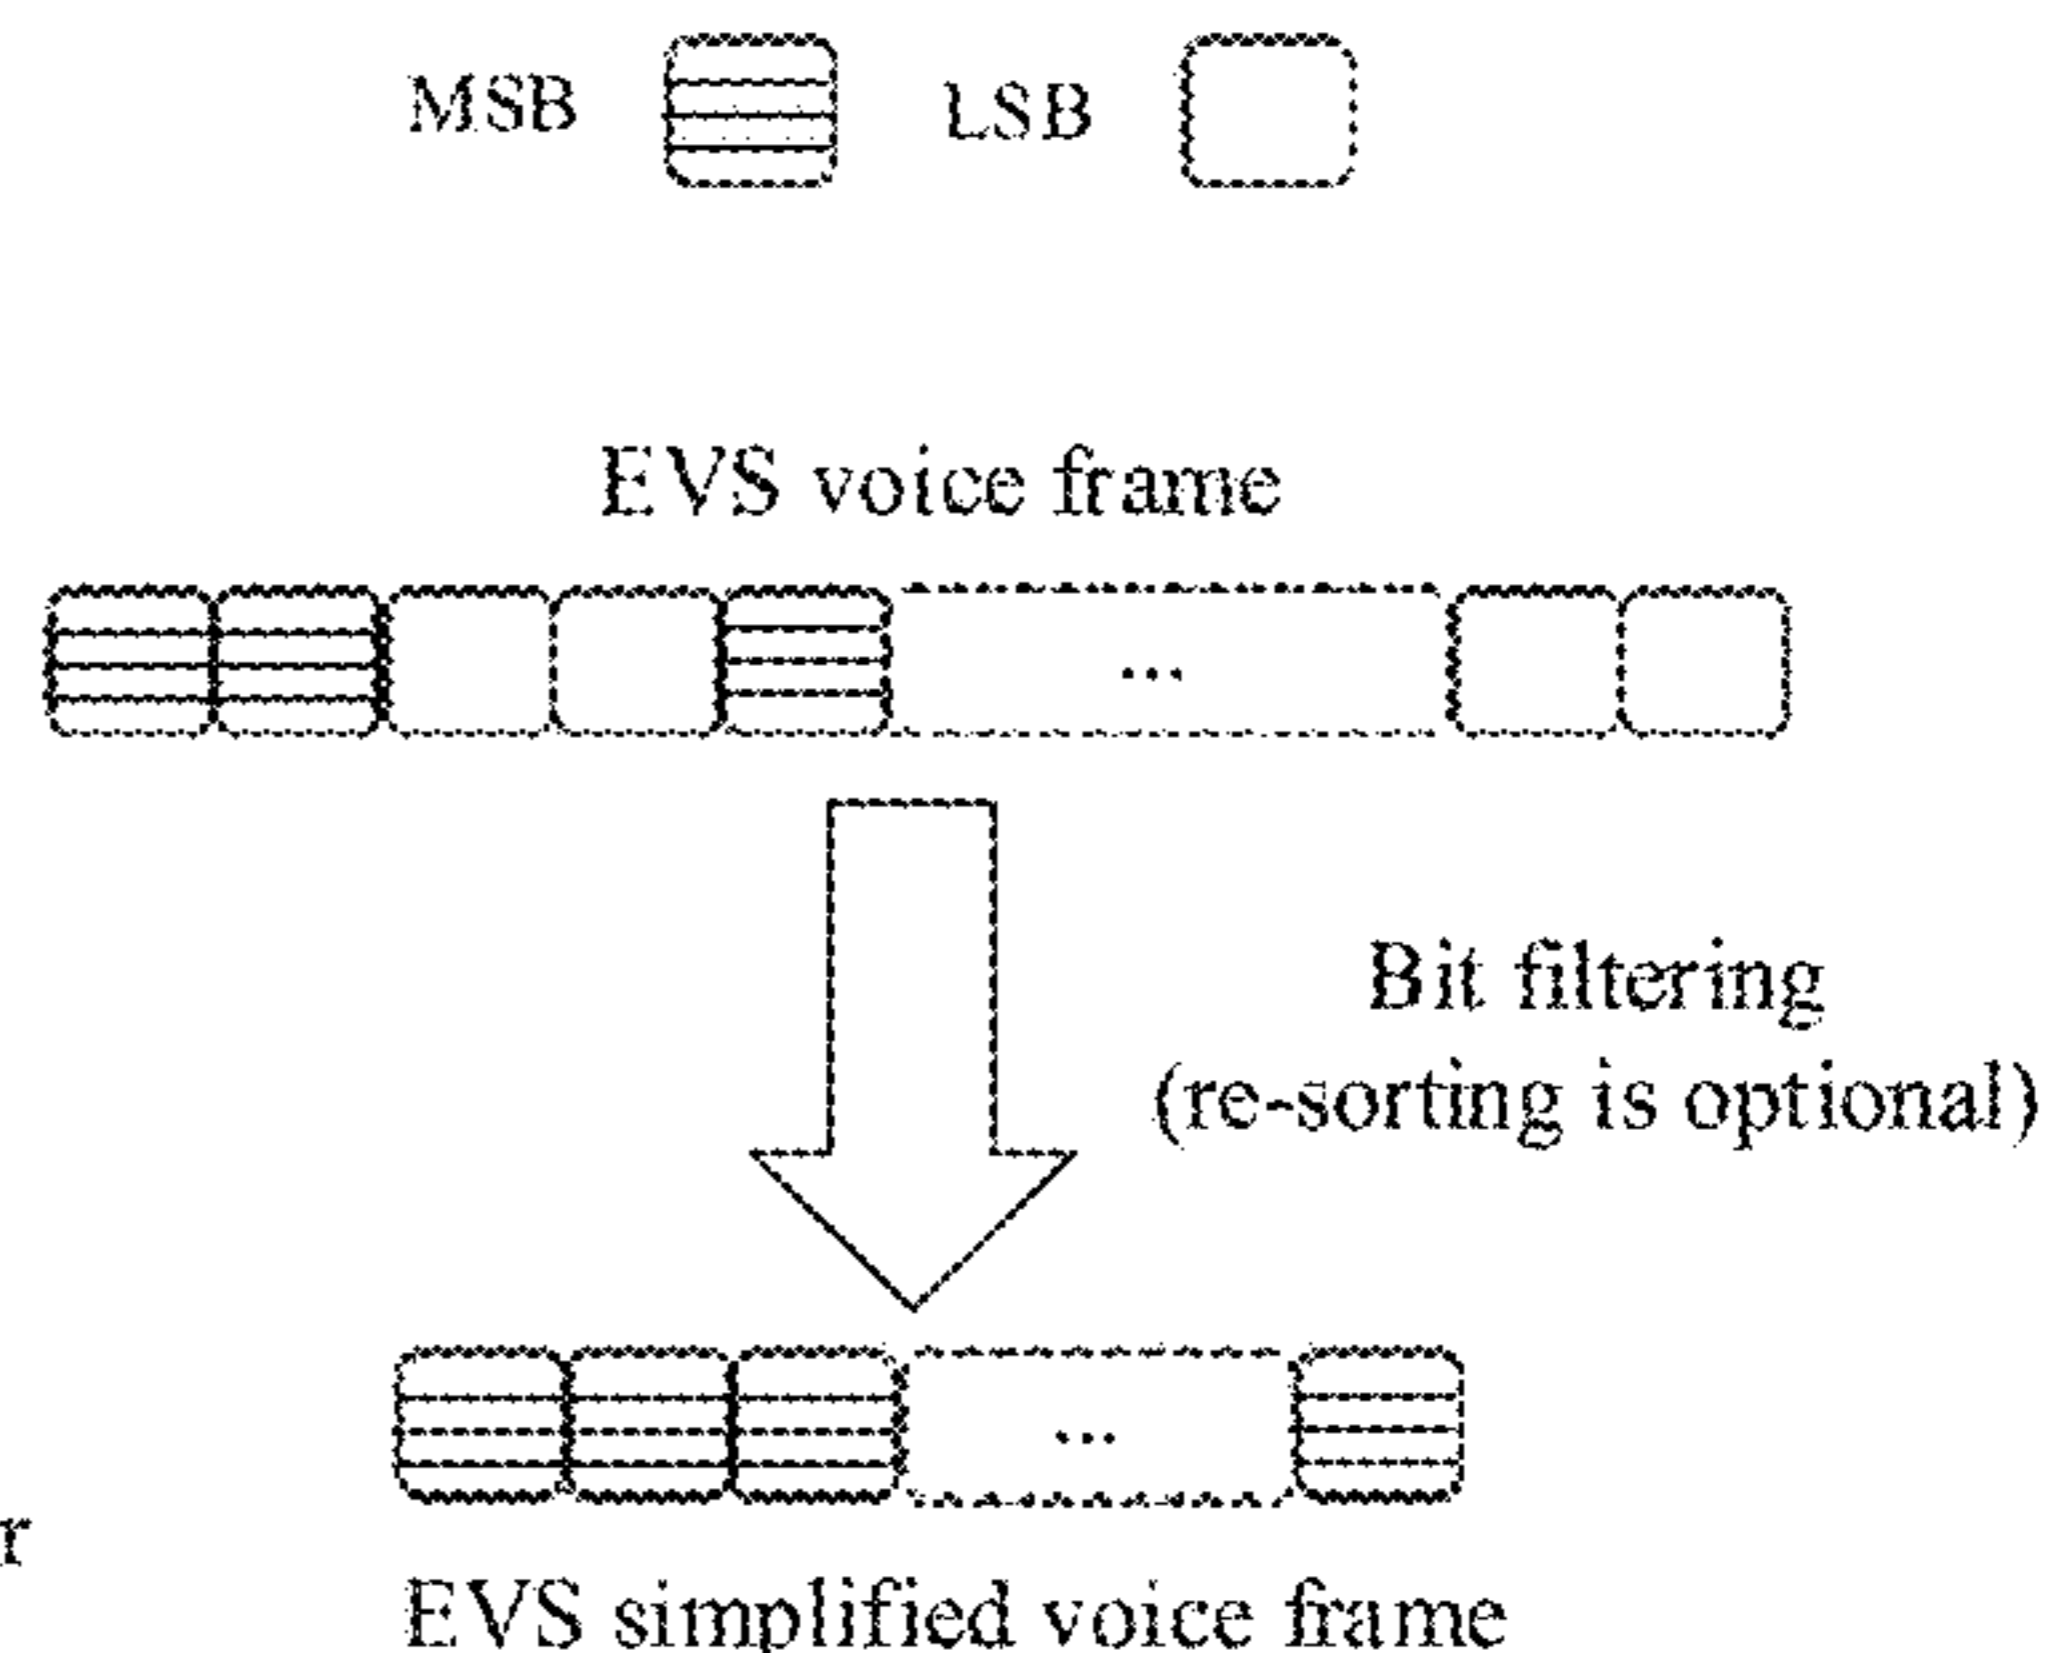 MSB LSB
EVS voice frame
...
Bit filtering
(re-sorting is optional)
...
r
EVS simplified voice frame